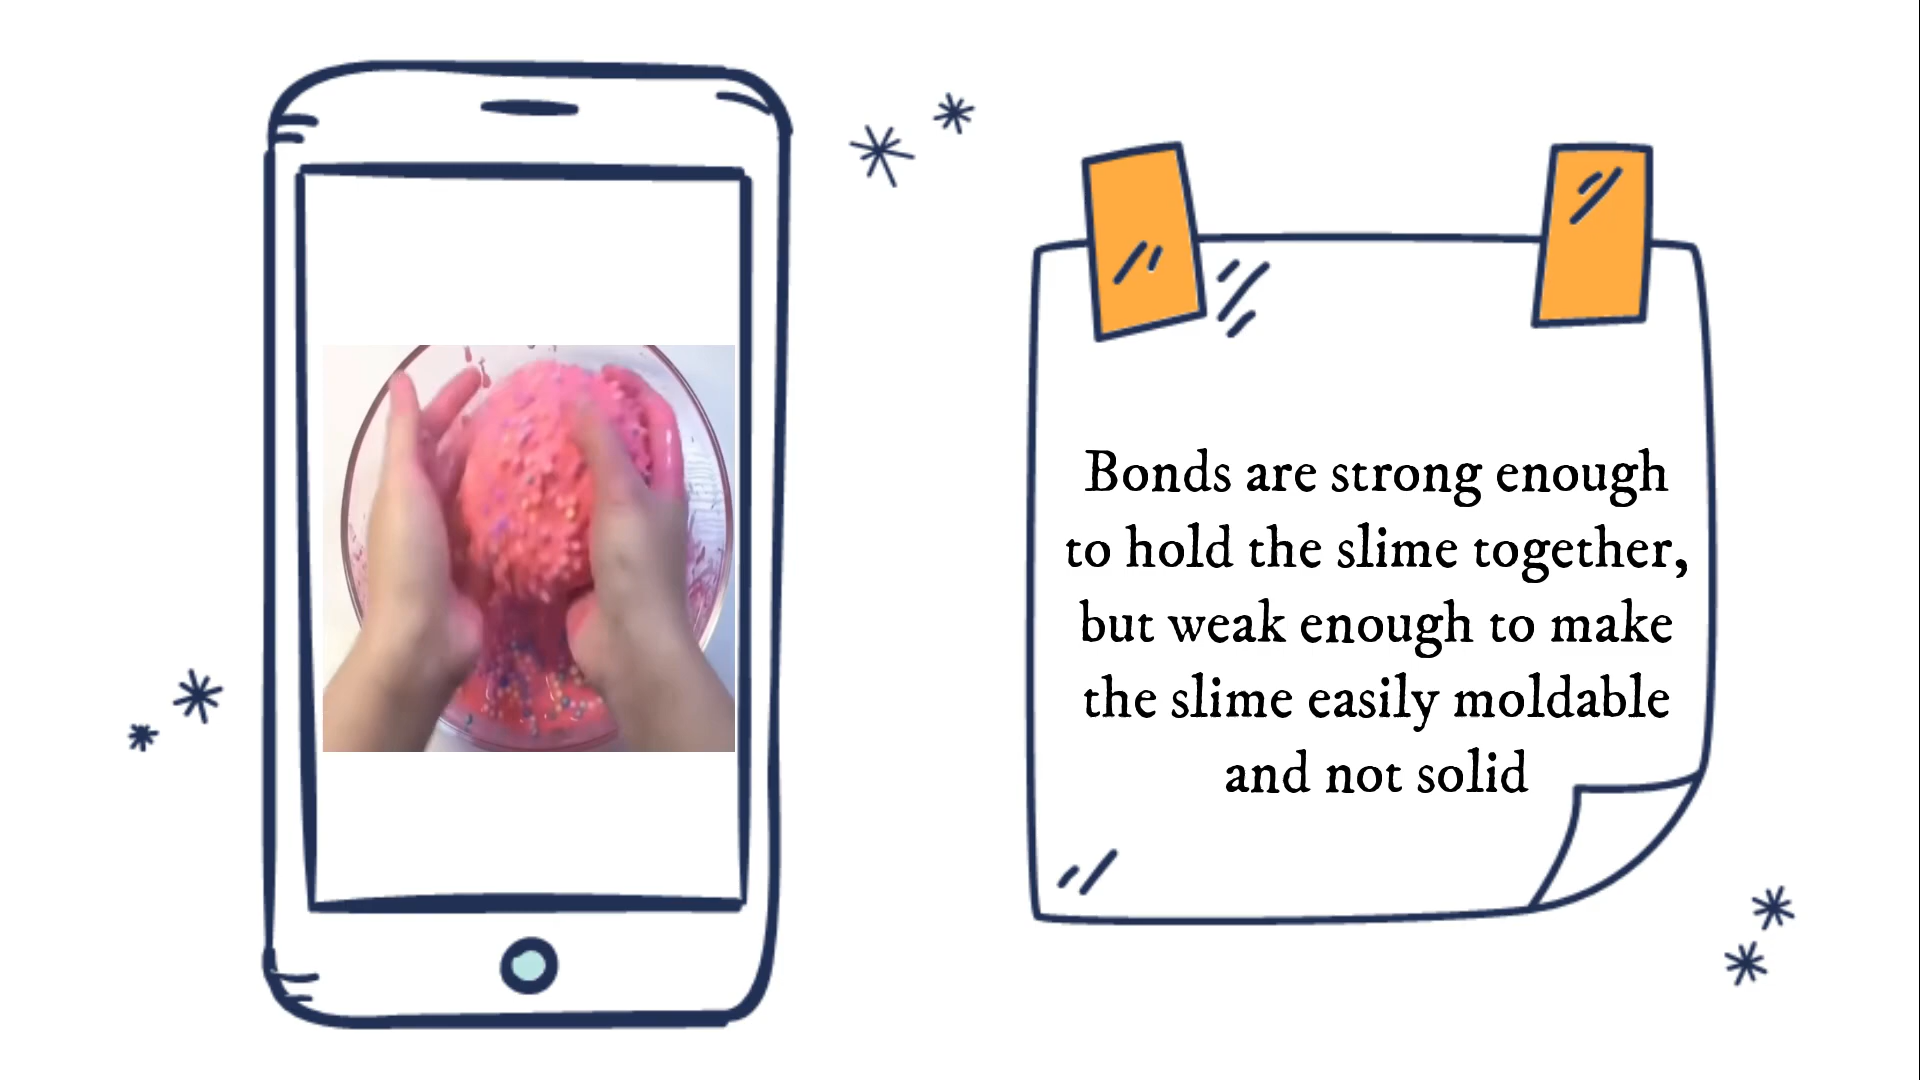 Bonds are strong enough
to hold the slime together,
but weak enough to make
the slime easily moldable
and not solid